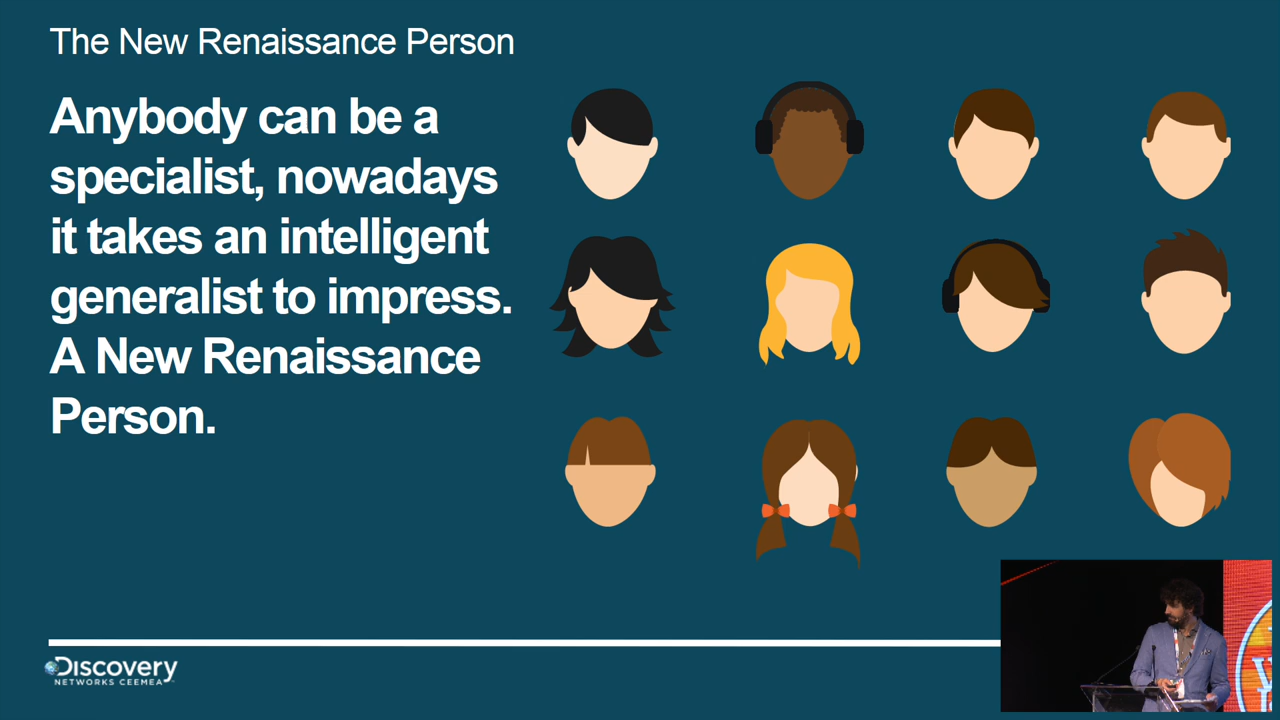 The New Renaissance Person
Anybody can be a
specialist, nowadays
it takes an intelligent
generalist to impress.
A New Renaissance
Person.
Discovery
NETWORKS CEEMEA